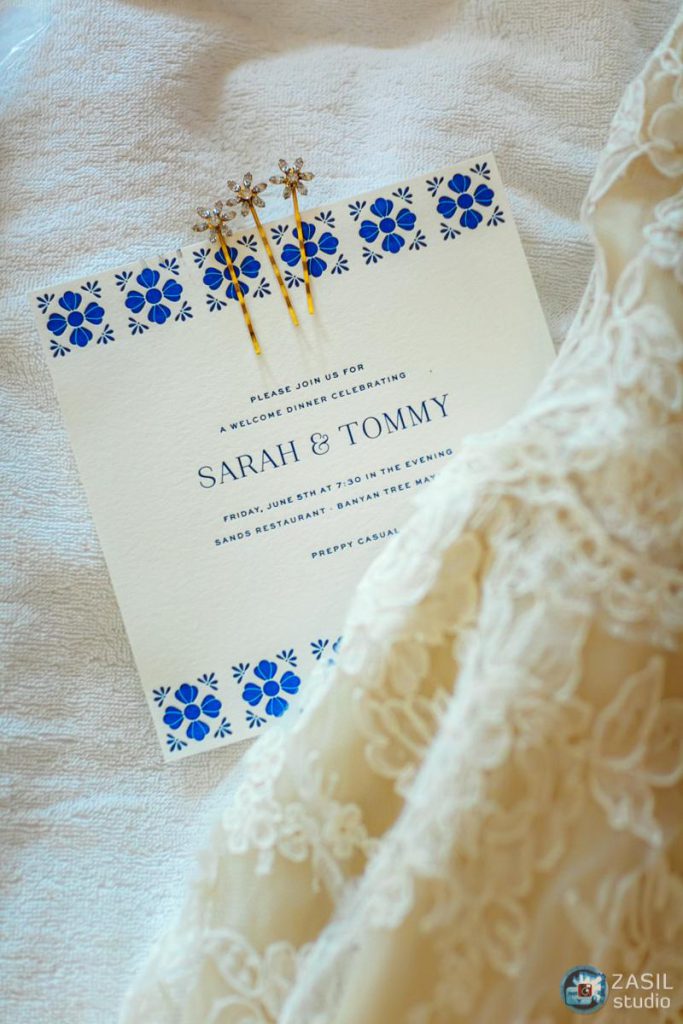 PLEASE JOIN US FOR
A WELCOME DINNER CELEBRATING
SARAH & TOMMY
FRIDAY, JUNE 5TH AT 7:30 IN THE EVENING
SANDS RESTAURANT · BANYAN TREE
PREPPY CASUAL
ZASIL
studio